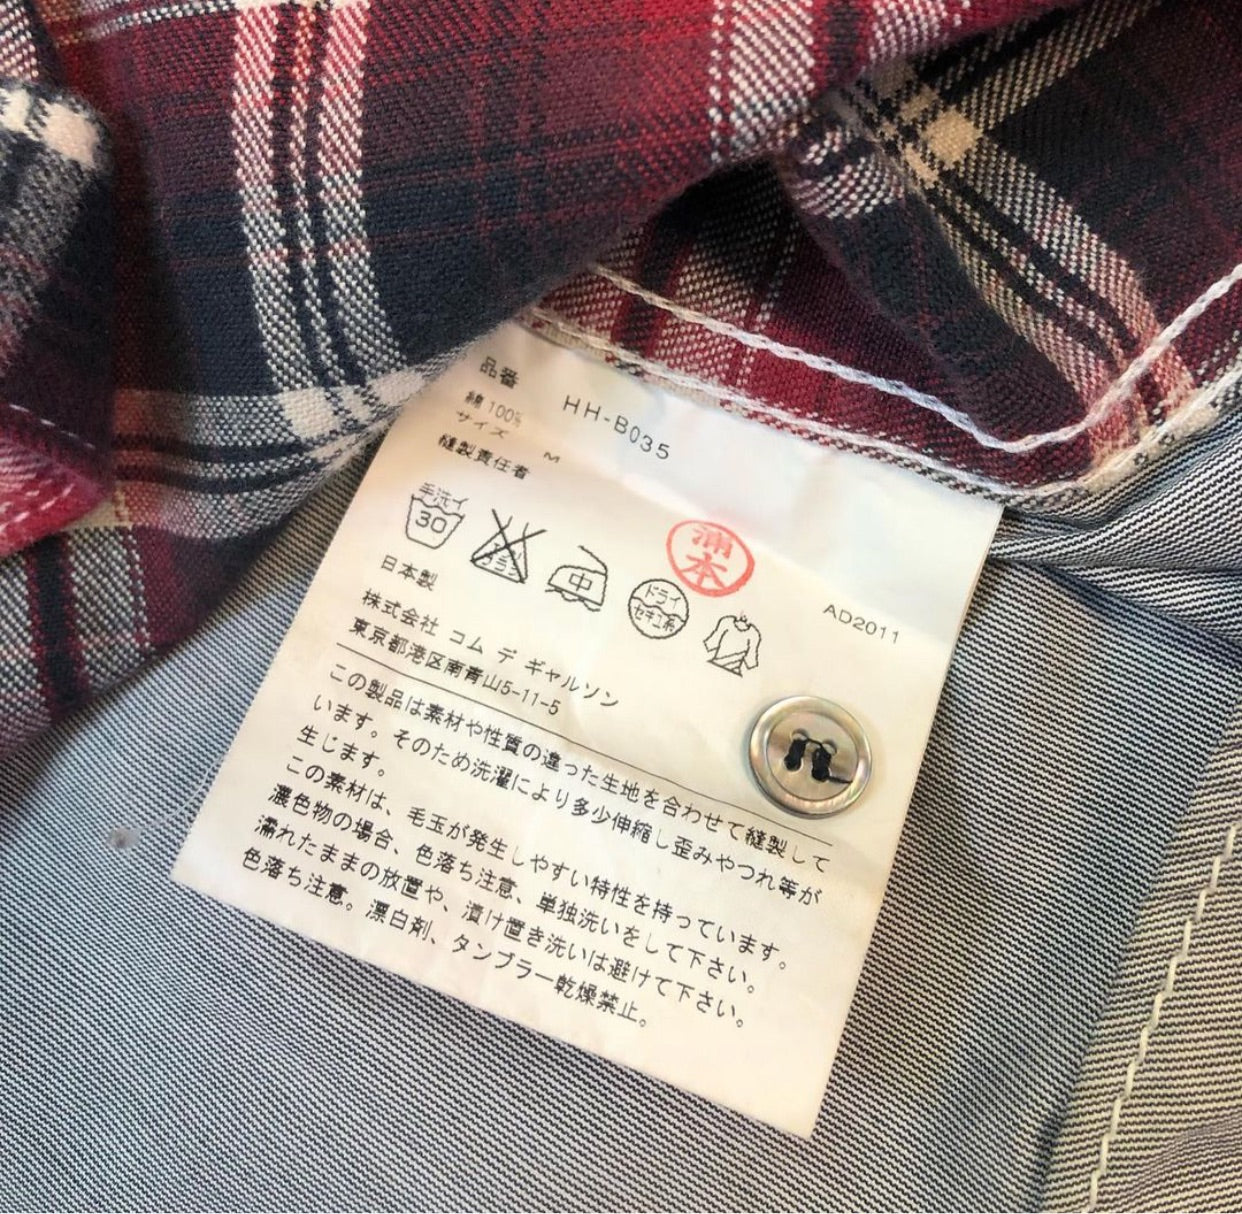 品番 HH-B035
綿 100%
サイズ M
縫製責任者
浦本
手洗イ
30
エンソ
サラシ
中
ドライ
セキユ系
日本製
AD2011
株式会社 コム デ ギャルソン
東京都港区南青山5-11-5
この製品は素材や性質の違った生地を合わせて縫製して
います。そのため洗濯により多少伸縮し歪みやつれ等が
生じます。
この素材は、毛玉が発生しやすい特性を持っています。
濃色物の場合、色落ち注意、単独洗いをして下さい。
濡れたままの放置や、漬け置き洗いは避けて下さい。
色落ち注意。漂白剤、タンブラー乾燥禁止。